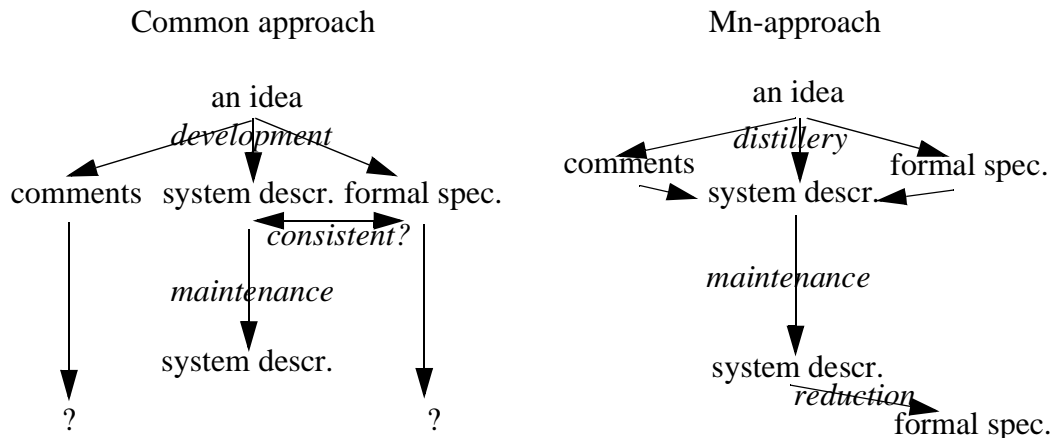 Common approach
an idea
development
comments system descr. formal spec.
consistent?
maintenance
system descr.
? ?
Mn-approach
an idea
distillery
comments
formal spec.
system descr.
maintenance
system descr.
reduction
formal spec.